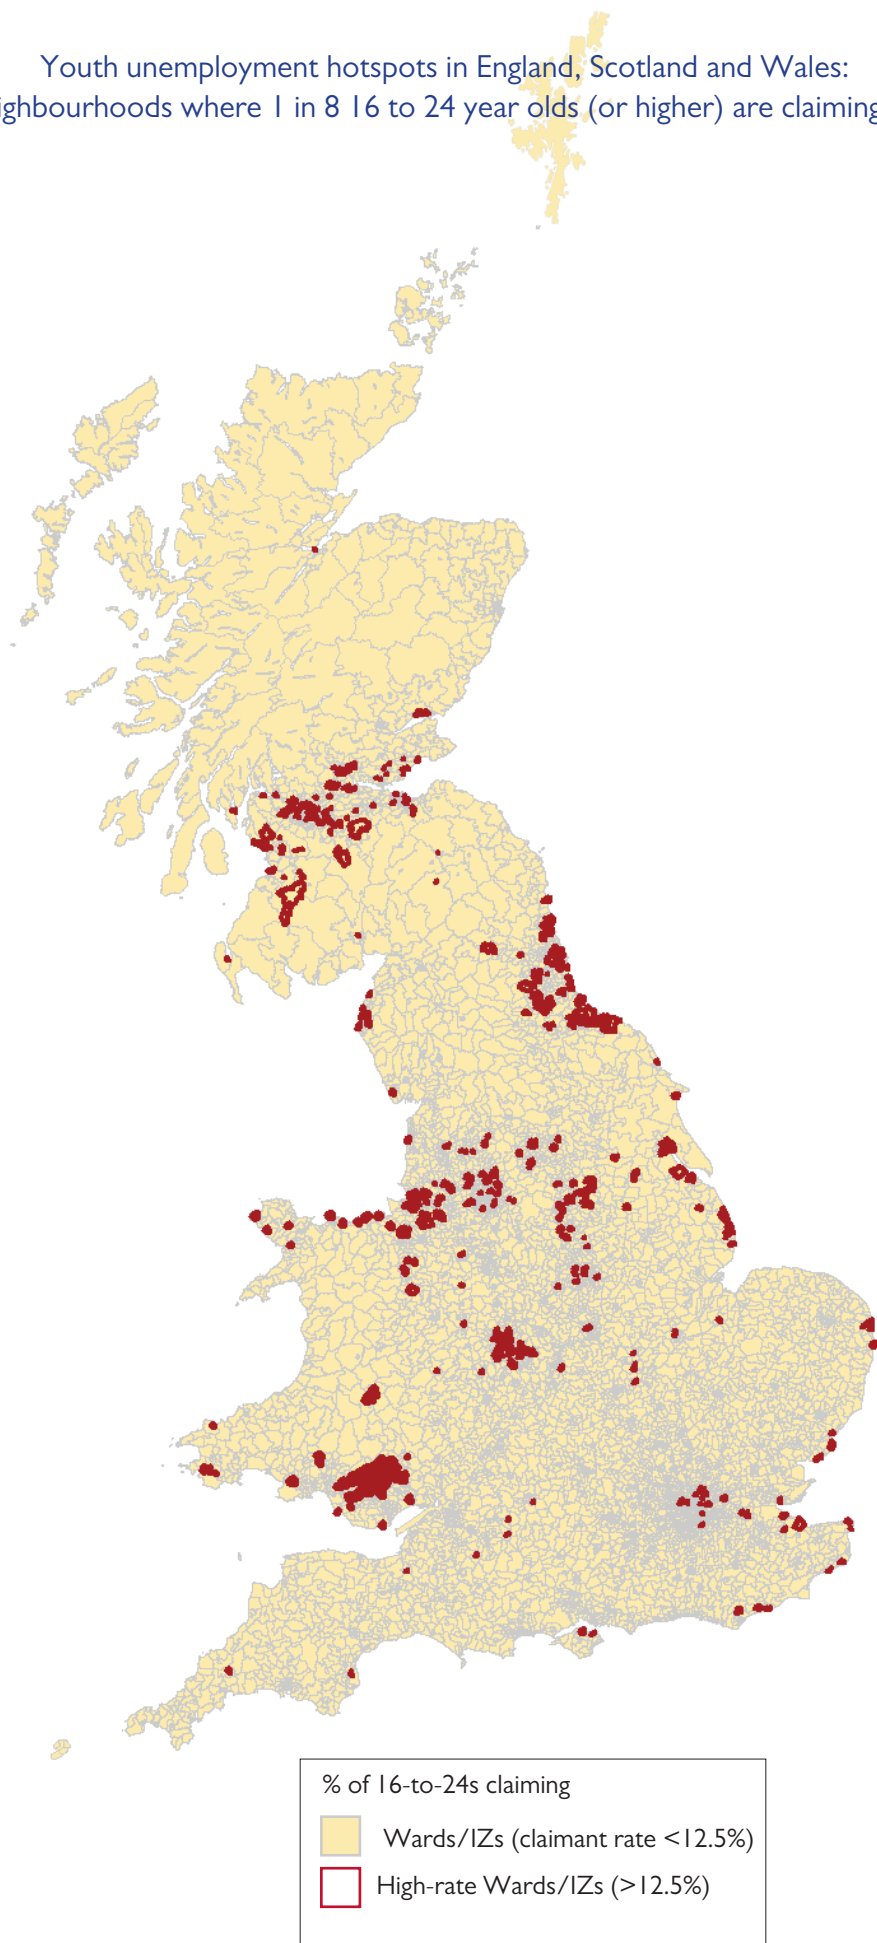 Youth unemployment hotspots in England, Scotland and Wales:
ighbourhoods where 1 in 8 16 to 24 year olds (or higher) are claiming
% of 16-to-24s claiming
Wards/IZs (claimant rate <12.5%)
High-rate Wards/IZs (>12.5%)